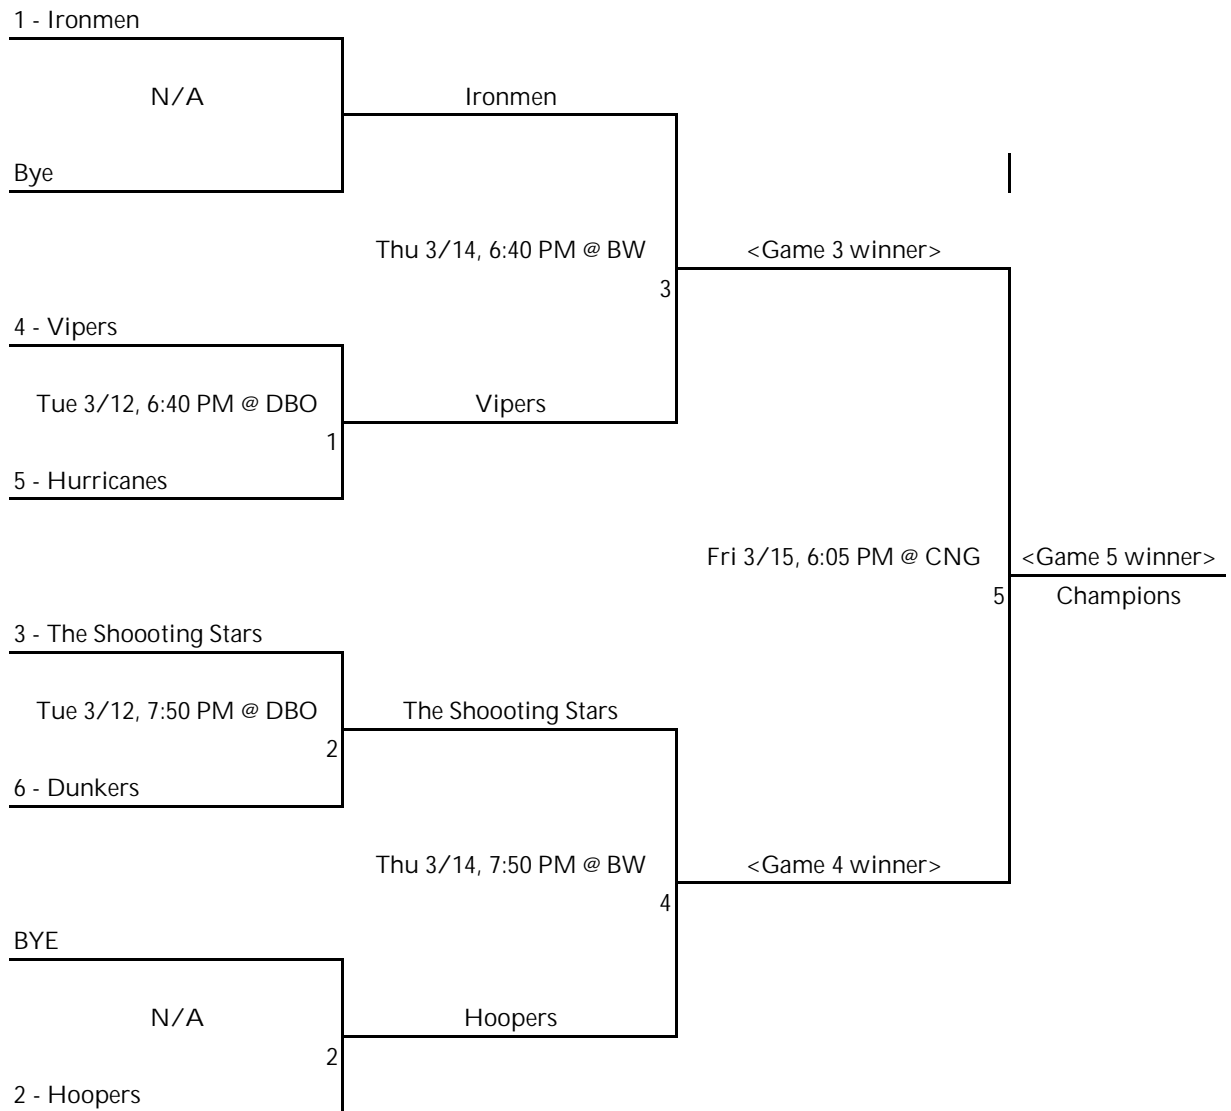 1 - Ironmen
N/A
Ironmen
Bye
Thu 3/14, 6:40 PM @ BW
<Game 3 winner>
3
4 - Vipers
Tue 3/12, 6:40 PM @ DBO
Vipers
1
5 - Hurricanes
Fri 3/15, 6:05 PM @ CNG
<Game 5 winner>
5
Champions
3 - The Shoooting Stars
Tue 3/12, 7:50 PM @ DBO
The Shoooting Stars
2
6 - Dunkers
Thu 3/14, 7:50 PM @ BW
<Game 4 winner>
4
BYE
N/A
Hoopers
2
2 - Hoopers